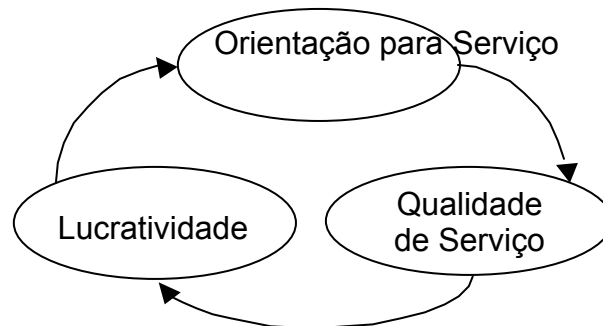 Orientação para Serviço
Lucratividade
Qualidade
de Serviço